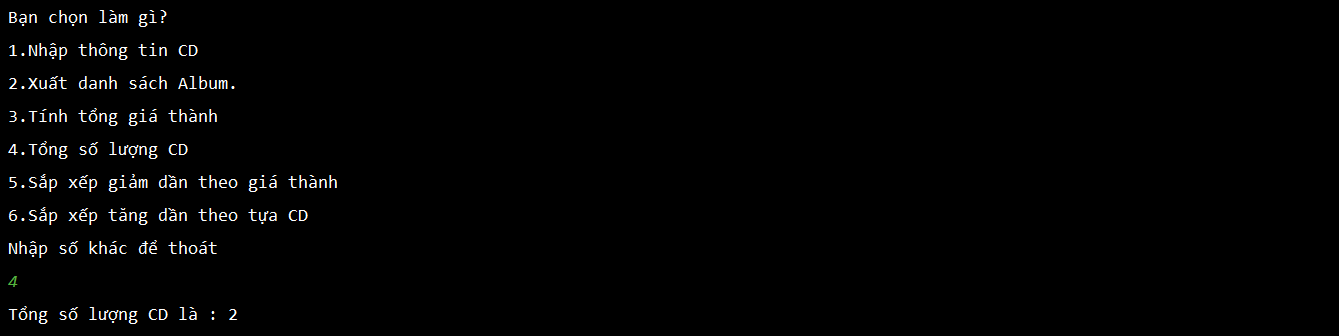 Bạn chọn làm gì?
1.Nhập thông tin CD
2.Xuất danh sách Album.
3.Tính tổng giá thành
4.Tổng số lượng CD
5.Sắp xếp giảm dần theo giá thành
6.Sắp xếp tăng dần theo tựa CD
Nhập số khác để thoát
4
Tổng số lượng CD là : 2